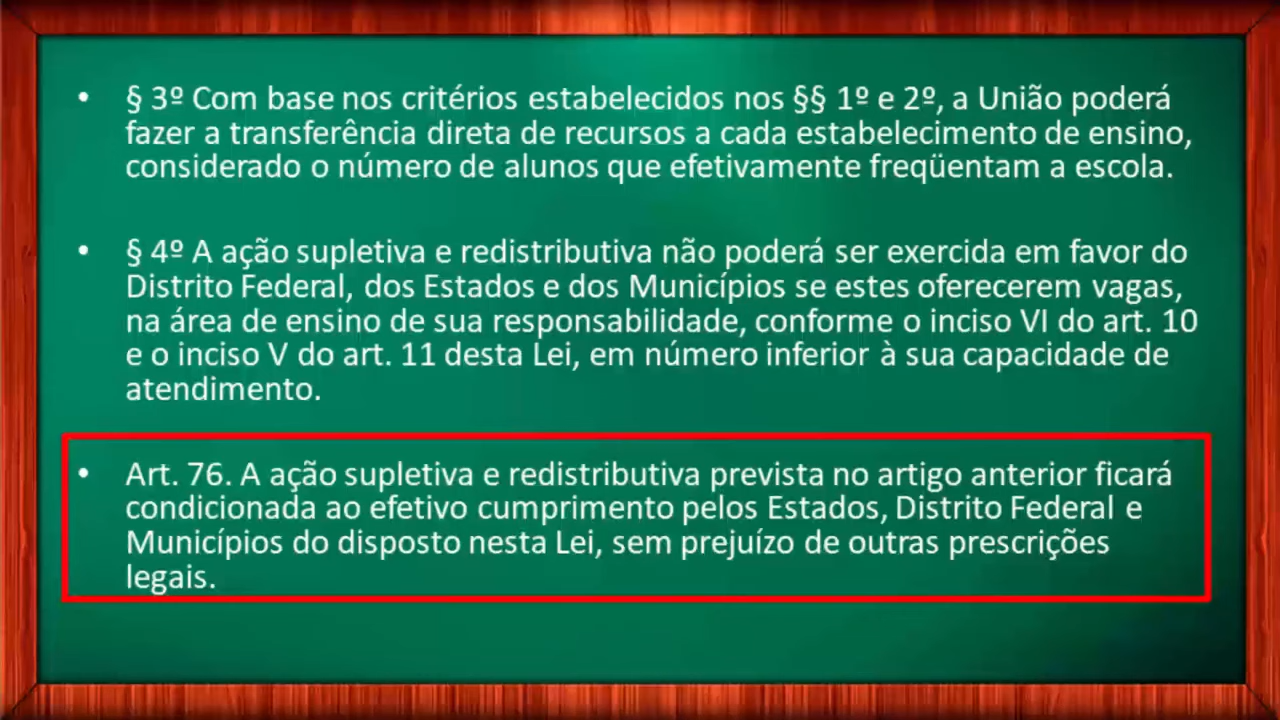 • § 3º Com base nos critérios estabelecidos nos §§ 1º e 2º, a União poderá
fazer a transferência direta de recursos a cada estabelecimento de ensino,
considerado o número de alunos que efetivamente freqüentam a escola.
• § 4º A ação supletiva e redistributiva não poderá ser exercida em favor do
Distrito Federal, dos Estados e dos Municípios se estes oferecerem vagas,
na área de ensino de sua responsabilidade, conforme o inciso VI do art. 10
e o inciso V do art. 11 desta Lei, em número inferior à sua capacidade de
atendimento.
• Art. 76. A ação supletiva e redistributiva prevista no artigo anterior ficará
condicionada ao efetivo cumprimento pelos Estados, Distrito Federal e
Municípios do disposto nesta Lei, sem prejuízo de outras prescrições
legais.